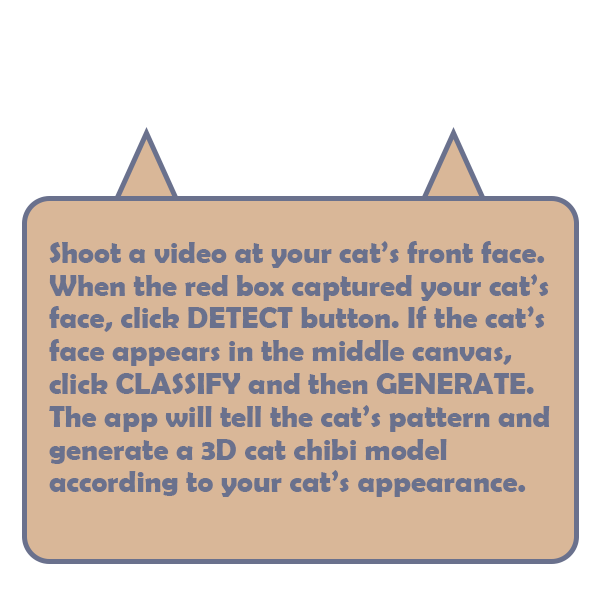 Shoot a video at your cat’s front face.
When the red box captured your cat’s
face, click DETECT button. If the cat’s
face appears in the middle canvas,
click CLASSIFY and then GENERATE.
The app will tell the cat’s pattern and
generate a 3D cat chibi model
according to your cat’s appearance.